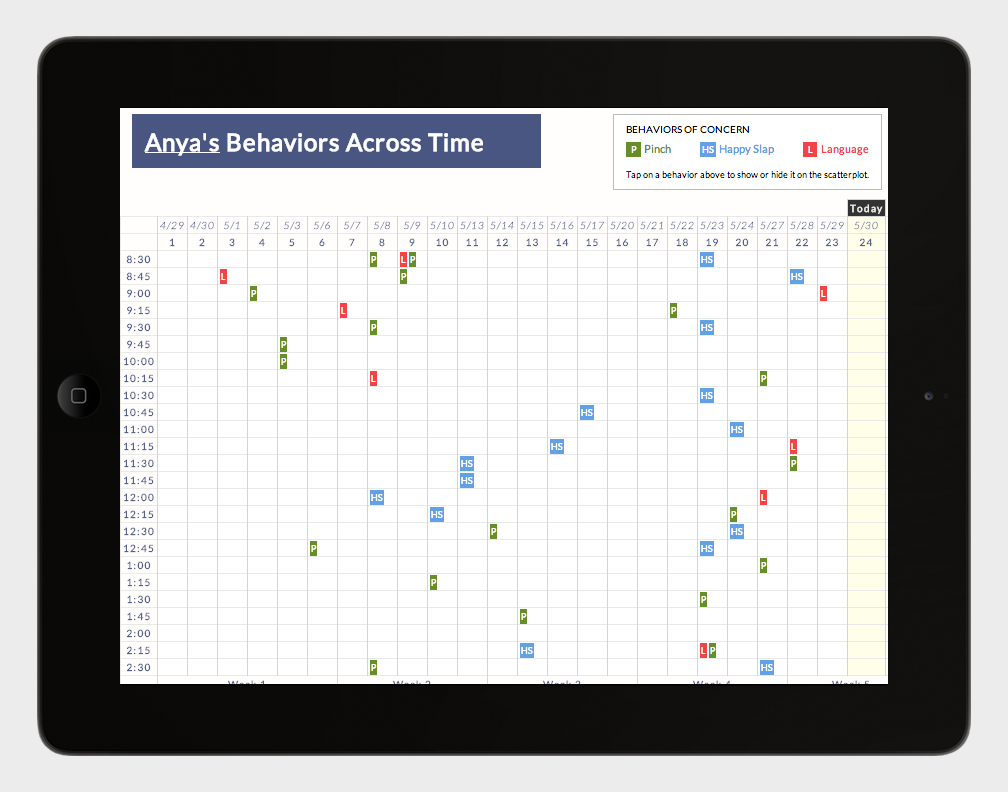 Anya's Behaviors Across Time
BEHAVIORS OF CONCERN
P Pinch HS Happy Slap L Language
Tap on a behavior above to show or hide it on the scatterplot.
Today
4/29 4/30 5/1 5/2 5/3 5/6 5/7 5/8 5/9 5/10 5/13 5/14 5/15 5/16 5/17 5/20 5/21 5/22 5/23 5/24 5/27 5/28 5/29 5/30
1 2 3 4 5 6 7 8 9 10 11 12 13 14 15 16 17 18 19 20 21 22 23 24
8:30 P L P HS
8:45 L P HS
9:00 P L
9:15 L P
9:30 P HS
9:45 P
10:00 P
10:15 L P
10:30 HS
10:45 HS
11:00 HS
11:15 HS L
11:30 HS P
11:45 HS
12:00 HS L
12:15 HS P
12:30 P HS
12:45 P HS
1:00 P
1:15 P
1:30 P
1:45 P
2:00
2:15 HS L P
2:30 P HS
Week 1 Week 2 Week 3 Week 4 Week 5